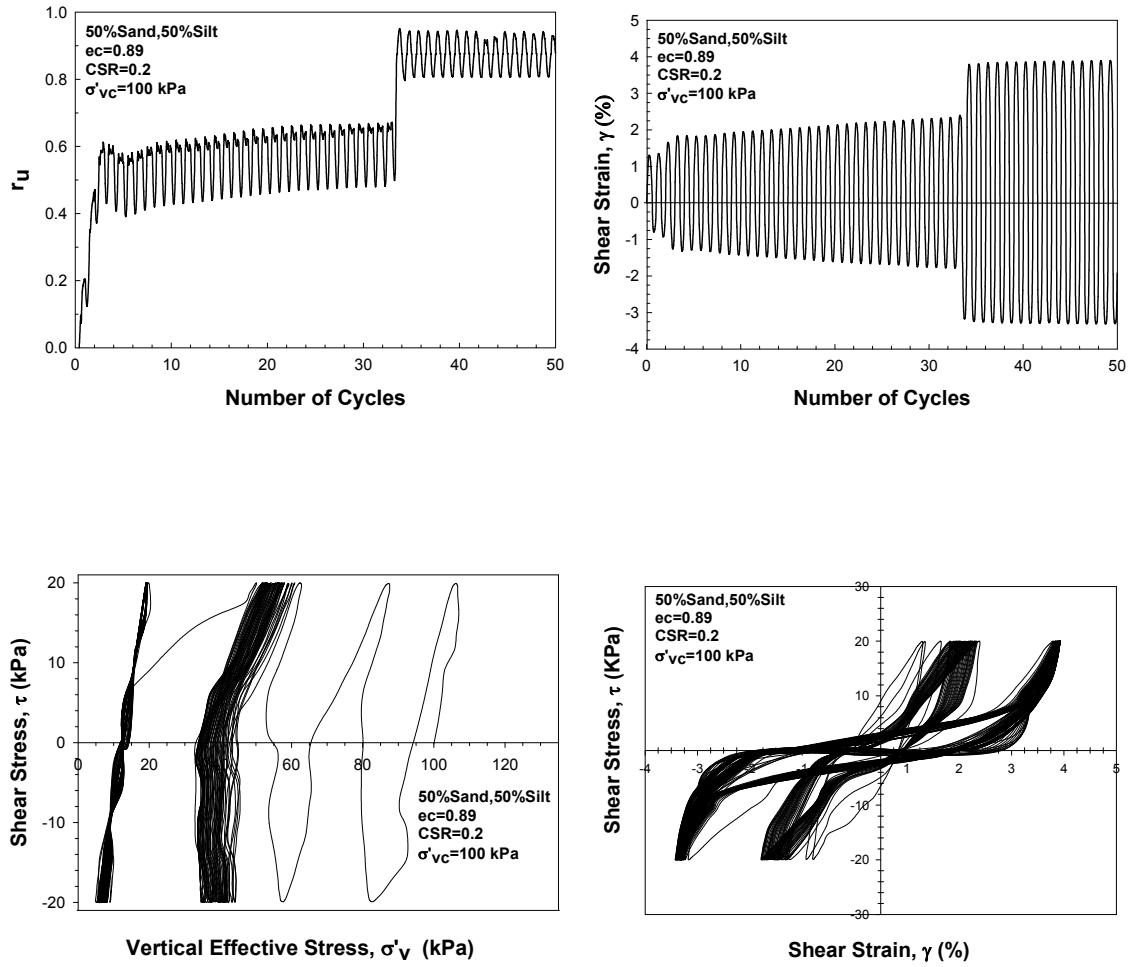 1.0
0.8
0.6
0.4
0.2
0.0
r u
50%Sand,50%Silt
ec=0.89
CSR=0.2
σ'vc=100 kPa
0 10 20 30 40 50
Number of Cycles
5
4
3
2
1
0
-1
-2
-3
-4
Shear Strain, γ (%)
50%Sand,50%Silt
ec=0.89
CSR=0.2
σ'vc=100 kPa
0 10 20 30 40 50
Number of Cycles
20
10
0
-10
-20
Shear Stress, τ (kPa)
0 20 40 60 80 100 120
50%Sand,50%Silt
ec=0.89
CSR=0.2
σ'vc=100 kPa
Vertical Effective Stress, σ'v (kPa)
30
20
10
-10
-20
-30
Shear Stress, τ (KPa)
50%Sand,50%Silt
ec=0.89
CSR=0.2
σ'vc=100 kPa
-4 -3 1 2 3 4 5
Shear Strain, γ (%)